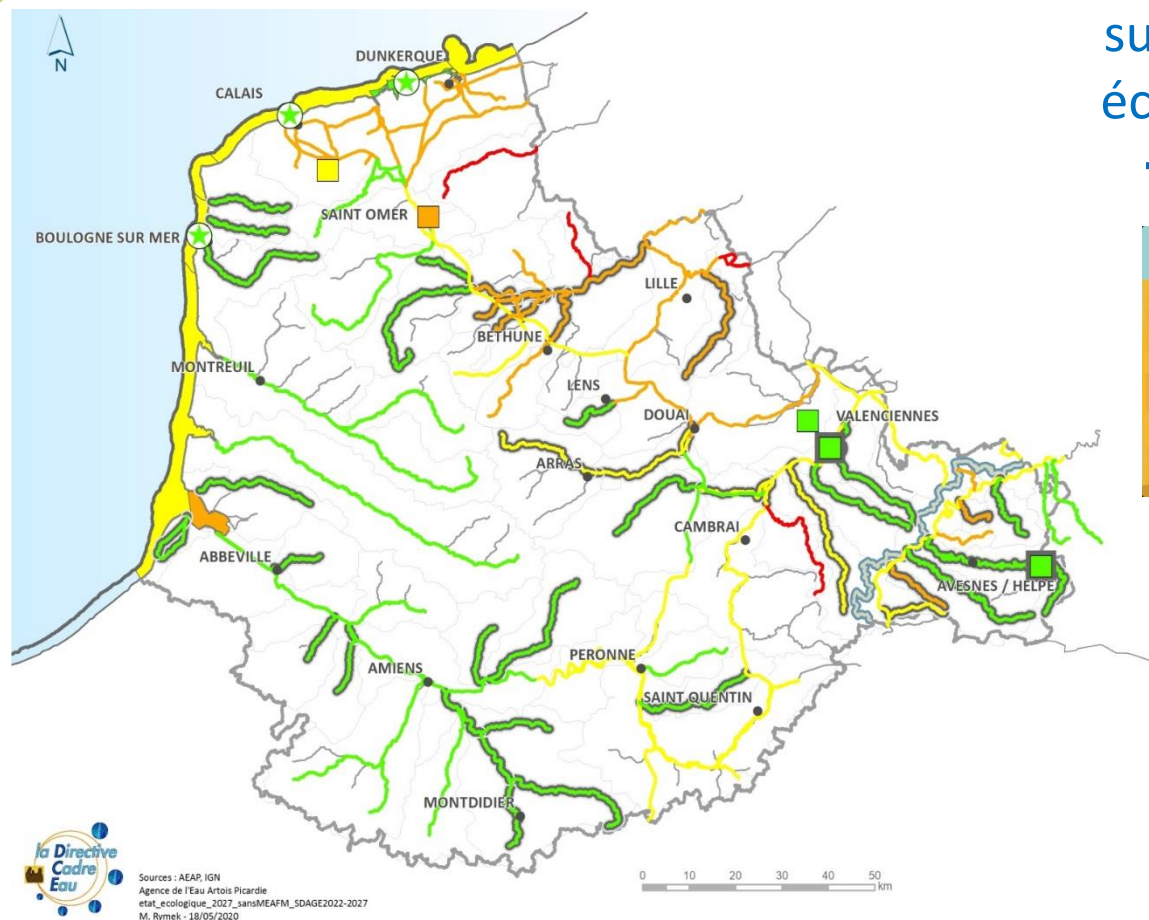 su
éc
N
DUNKERQUE
CALAIS
SAINT OMER
BOULOGNE SUR MER
LILLE
BETHUNE
MONTREUIL
LENS
DOUAI
VALENCIENNES
ARRAS
CAMBRAI
ABBEVILLE
AVESNES / HELPE
PERONNE
AMIENS
SAINT QUENTIN
MONTDIDIER
la Directive
Cadre
Eau
Sources : AEAP, IGN
Agence de l'Eau Artois Picardie
etat_ecologique_2027_sansMEAFM_SDAGE2022-2027
M. Rymek - 18/05/2020
0 10 20 30 40 50
km